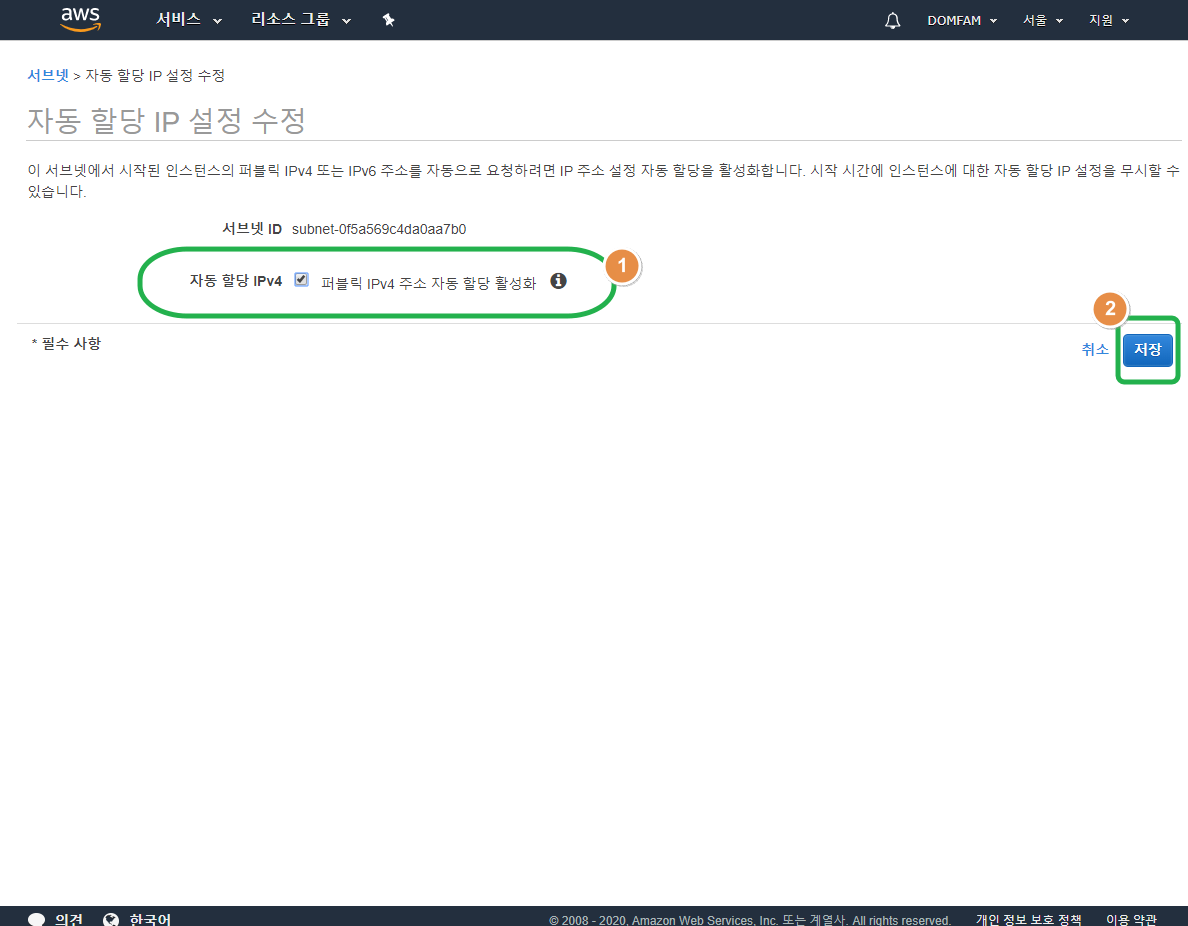 aws 서비스 리소스 그룹 DOMFAM 서울 지원
서브넷 > 자동 할당 IP 설정 수정
자동 할당 IP 설정 수정
이 서브넷에서 시작된 인스턴스의 퍼블릭 IPv4 또는 IPv6 주소를 자동으로 요청하려면 IP 주소 설정 자동 할당을 활성화합니다. 시작 시간에 인스턴스에 대한 자동 할당 IP 설정을 무시할 수
있습니다.
서브넷 ID subnet-0f5a569c4da0aa7b0
자동 할당 IPv4 퍼블릭 IPv4 주소 자동 할당 활성화
1
2
* 필수 사항
취소 저장
의견 한국어 © 2008 - 2020, Amazon Web Services, Inc. 또는 계열사. All rights reserved. 개인 정보 보호 정책 이용 약관